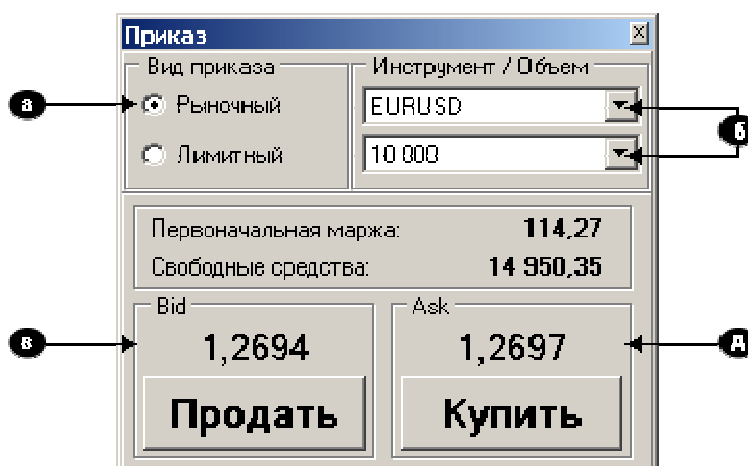 Приказ
Вид приказа
Инструмент / Объем
а
Рыночный
EURUSD
б
Лимитный
10 000
Первоначальная маржа: 114,27
Свободные средства: 14 950,35
Bid
Ask
в
1,2694
1,2697
Д
Продать
Купить